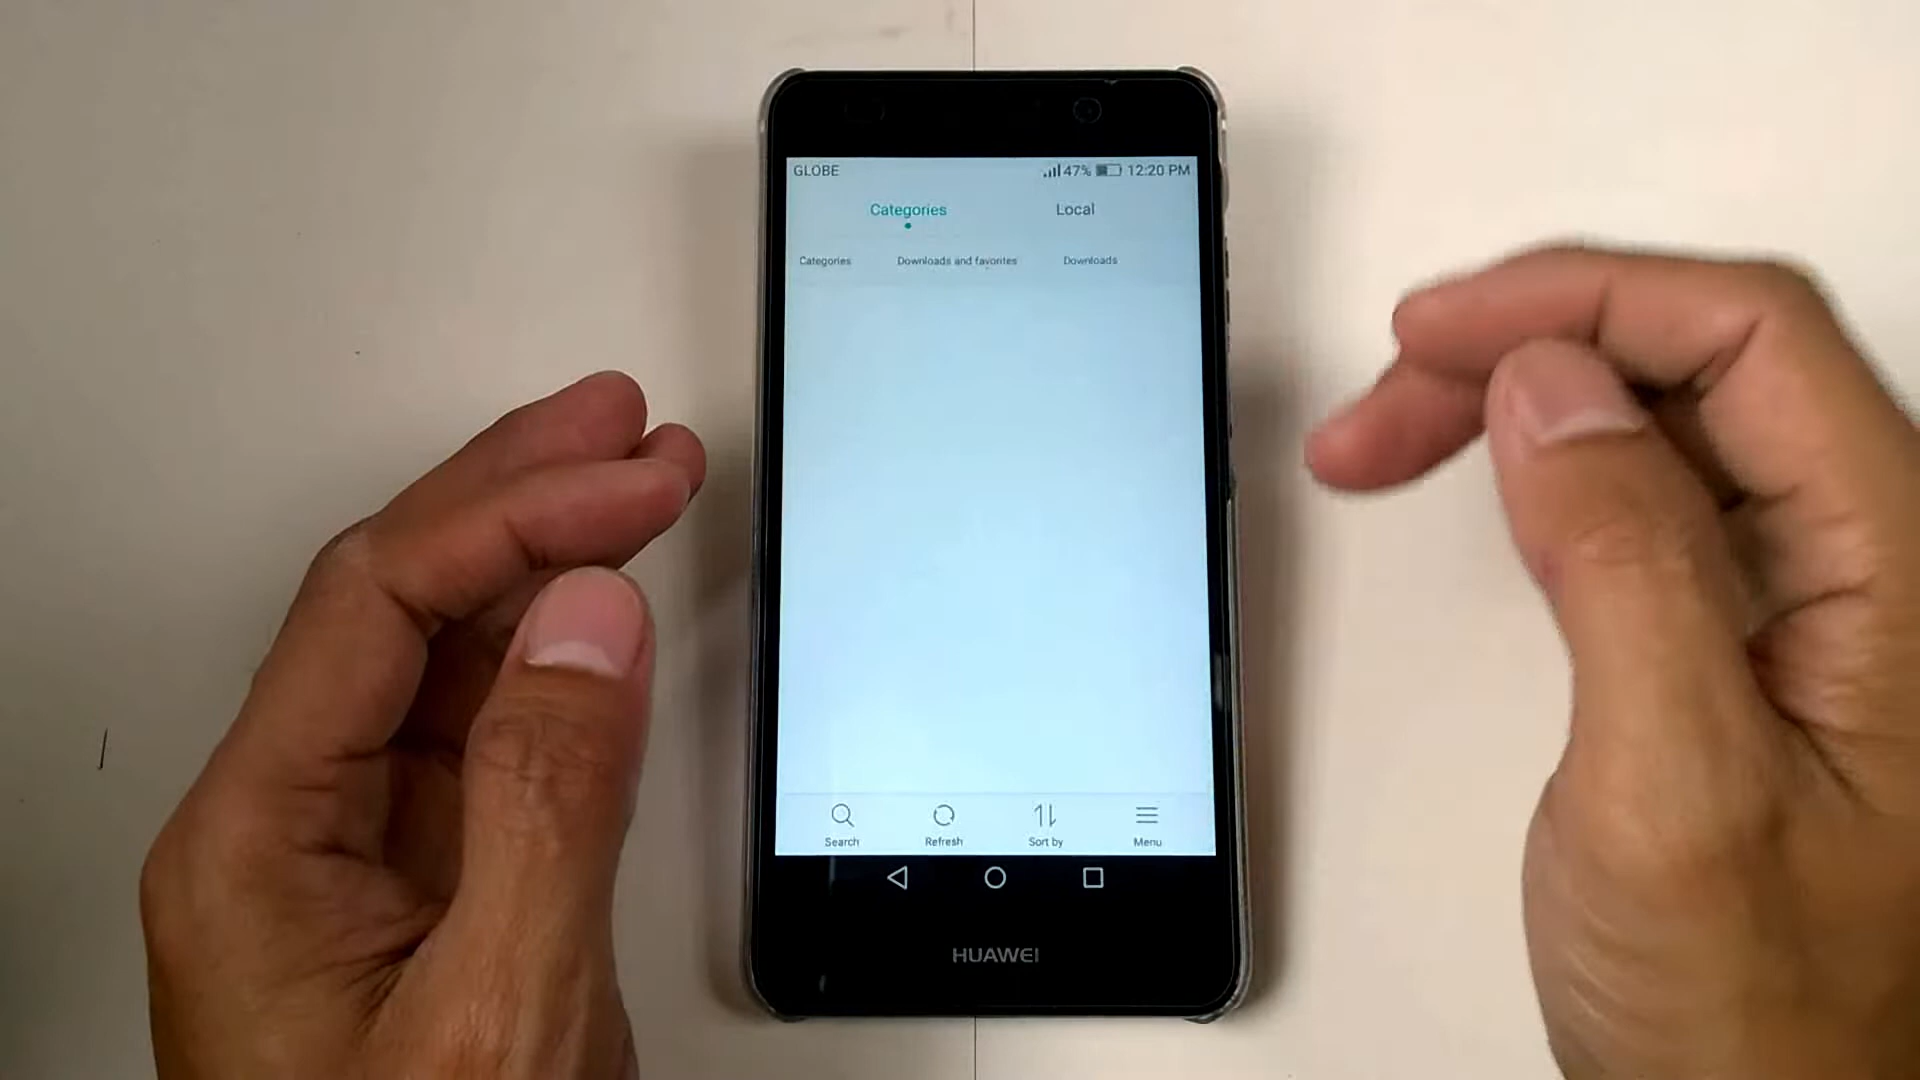 GLOBE 47% 12:20 PM
Categories Local
Categories Downloads and favorites Downloads
Search Refresh Sort by Menu
HUAWEI